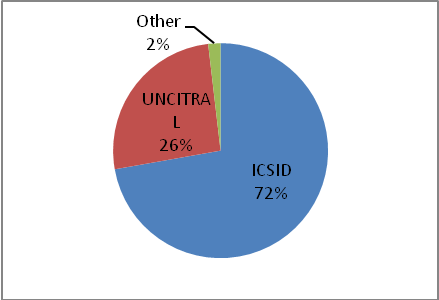 Other
2%
UNCITRA
L
26%
ICSID
72%